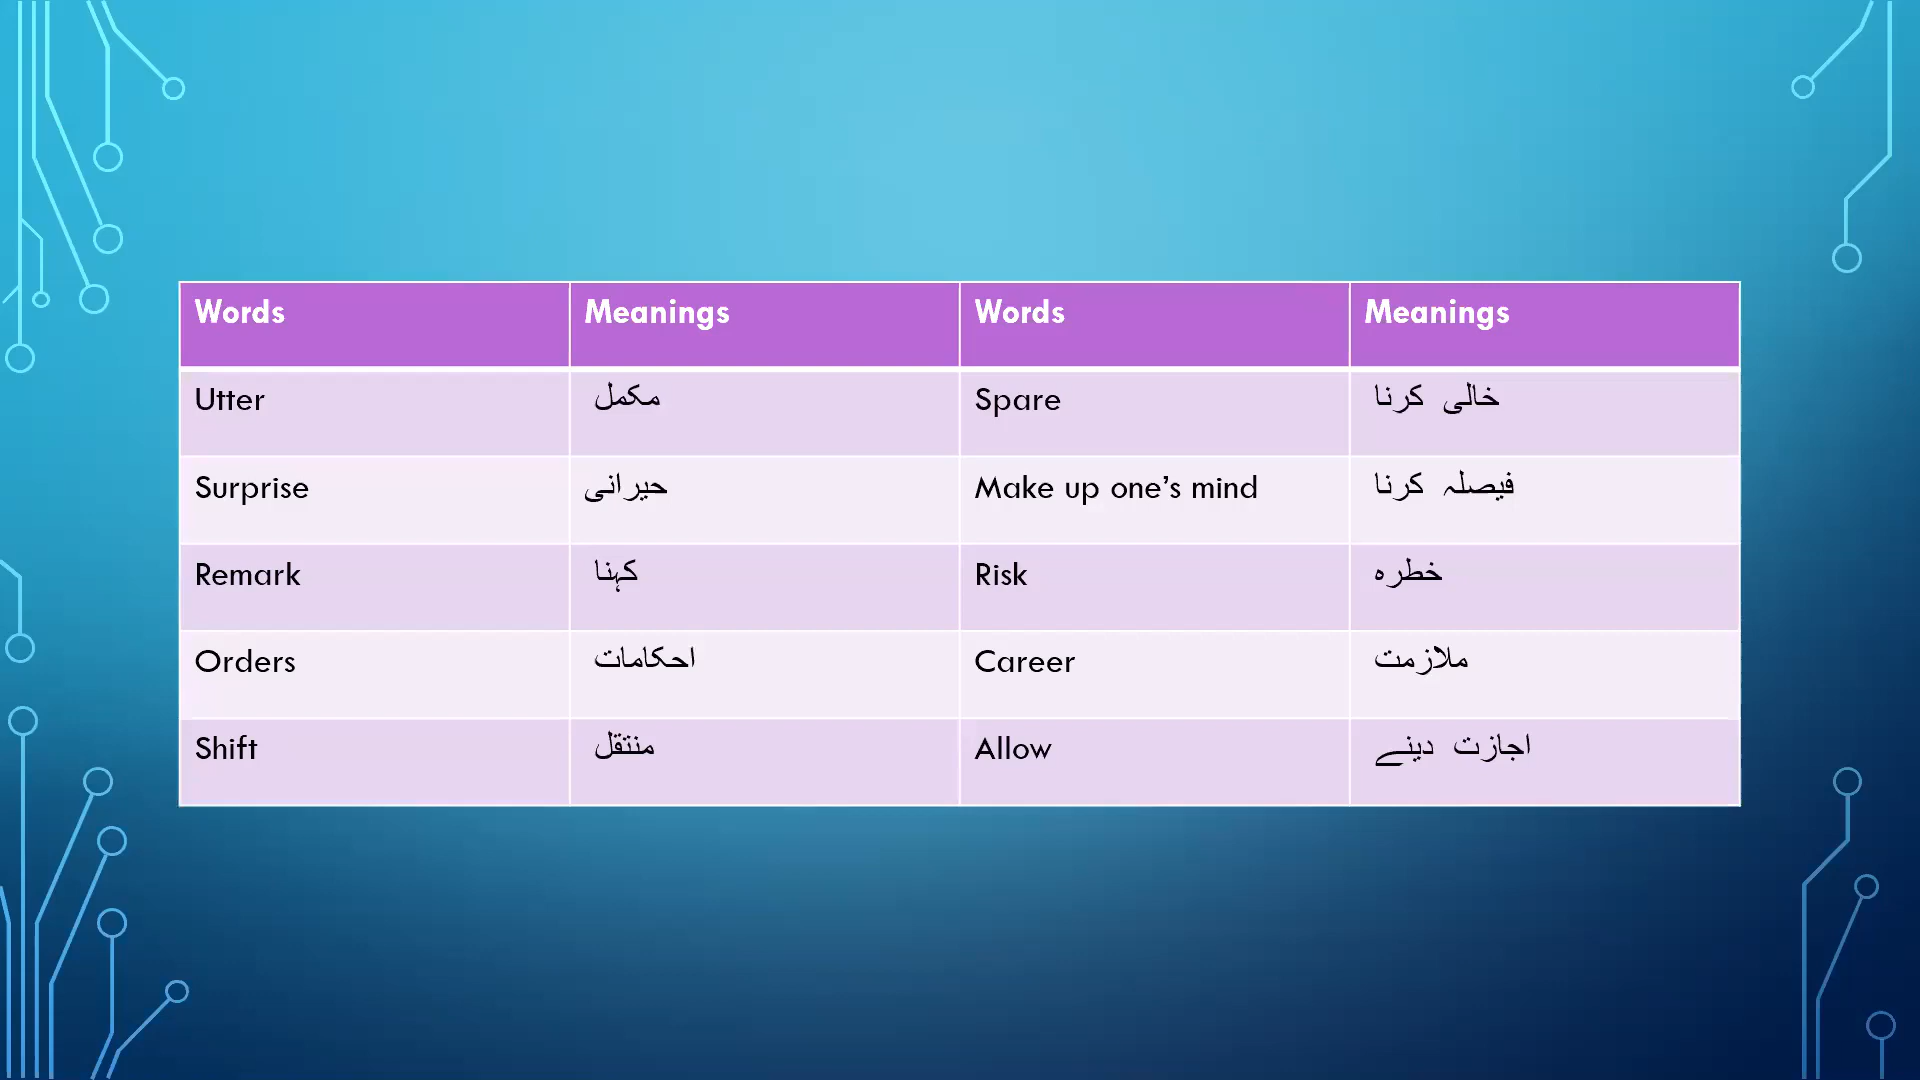 Words Meanings Words Meanings
Utter مکمل Spare خالی کرنا
Surprise حیرانی Make up one’s mind فیصلہ کرنا
Remark کہنا Risk خطرہ
Orders احکامات Career ملازمت
Shift منتقل Allow اجازت دینے